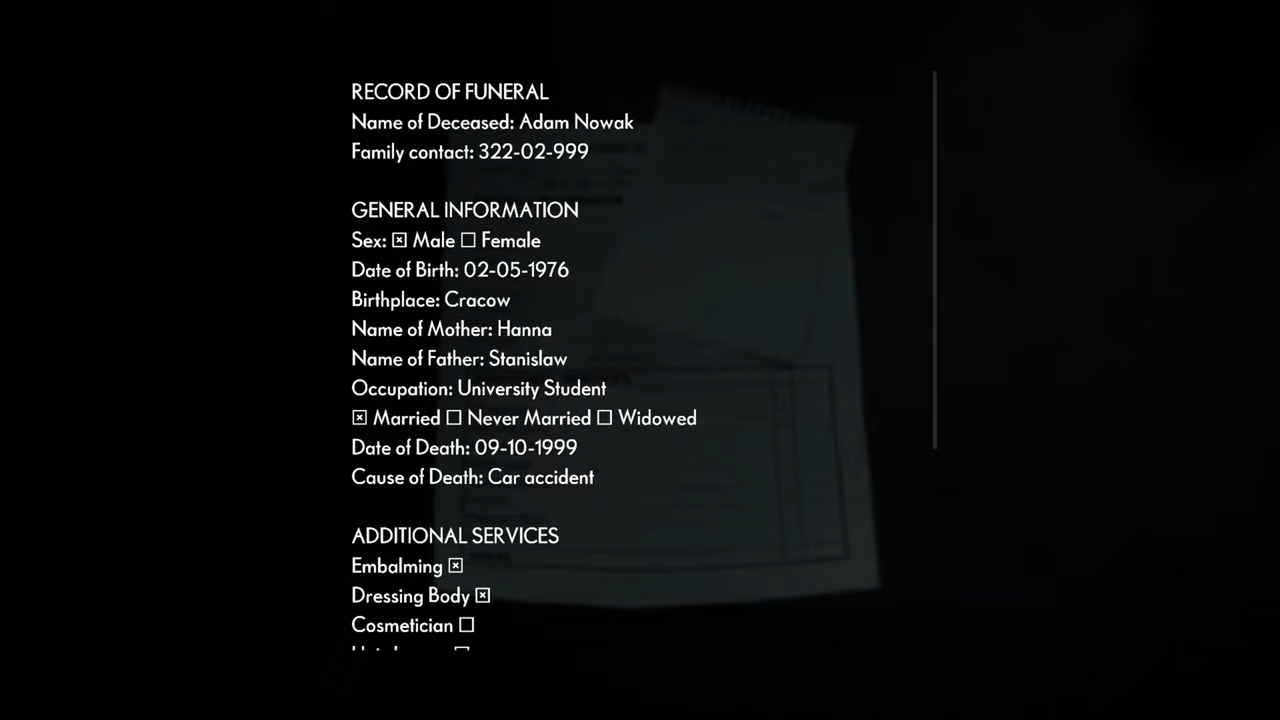 RECORD OF FUNERAL
Name of Deceased: Adam Nowak
Family contact: 322-02-999
GENERAL INFORMATION
Sex: ☒ Male ☐ Female
Date of Birth: 02-05-1976
Birthplace: Cracow
Name of Mother: Hanna
Name of Father: Stanislaw
Occupation: University Student
☒ Married ☐ Never Married ☐ Widowed
Date of Death: 09-10-1999
Cause of Death: Car accident
ADDITIONAL SERVICES
Embalming ☒
Dressing Body ☒
Cosmetician ☐